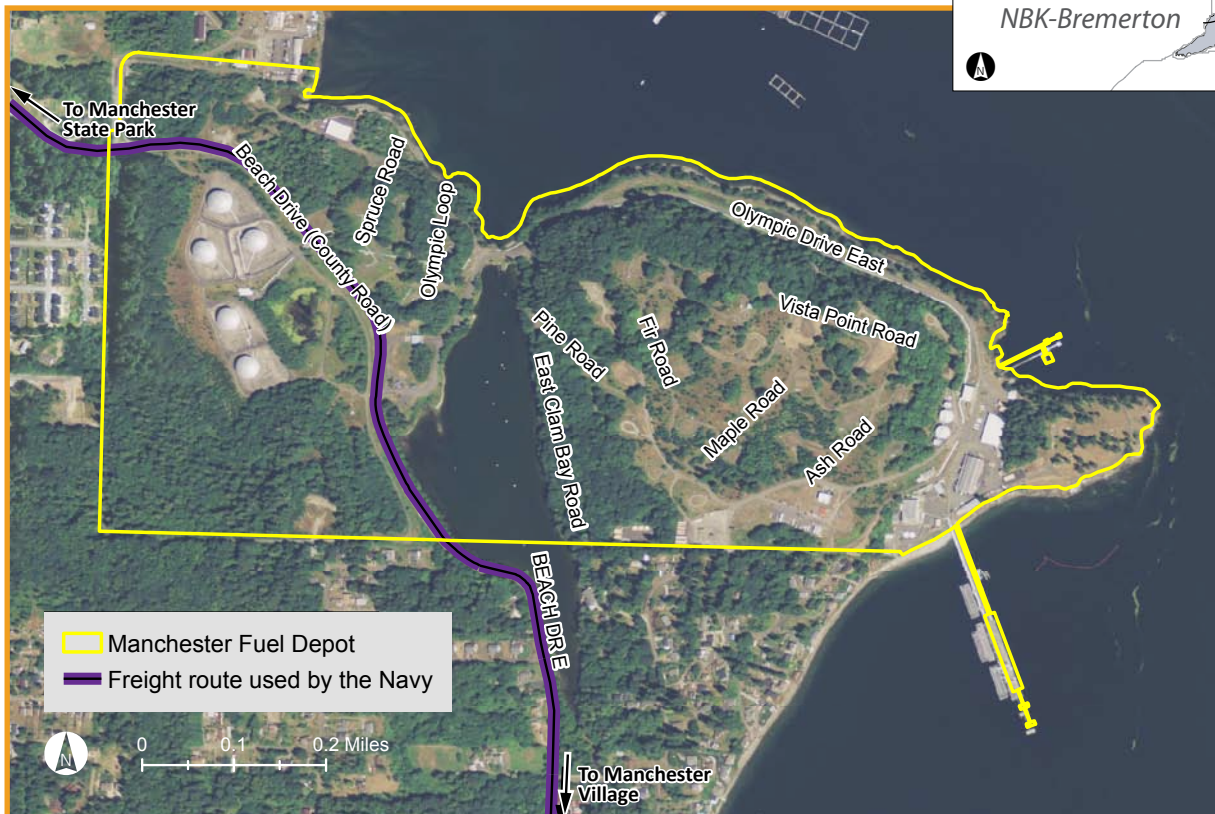 NBK-Bremerton
N
To Manchester
State Park
Beach Drive (County Road)
Spruce Road
Olympic Loop
Olympic Drive East
Vista Point Road
Pine Road
Fir Road
East Clam Bay Road
Maple Road
Ash Road
BEACH DR E
Manchester Fuel Depot
Freight route used by the Navy
N
0 0.1 0.2 Miles
To Manchester
Village